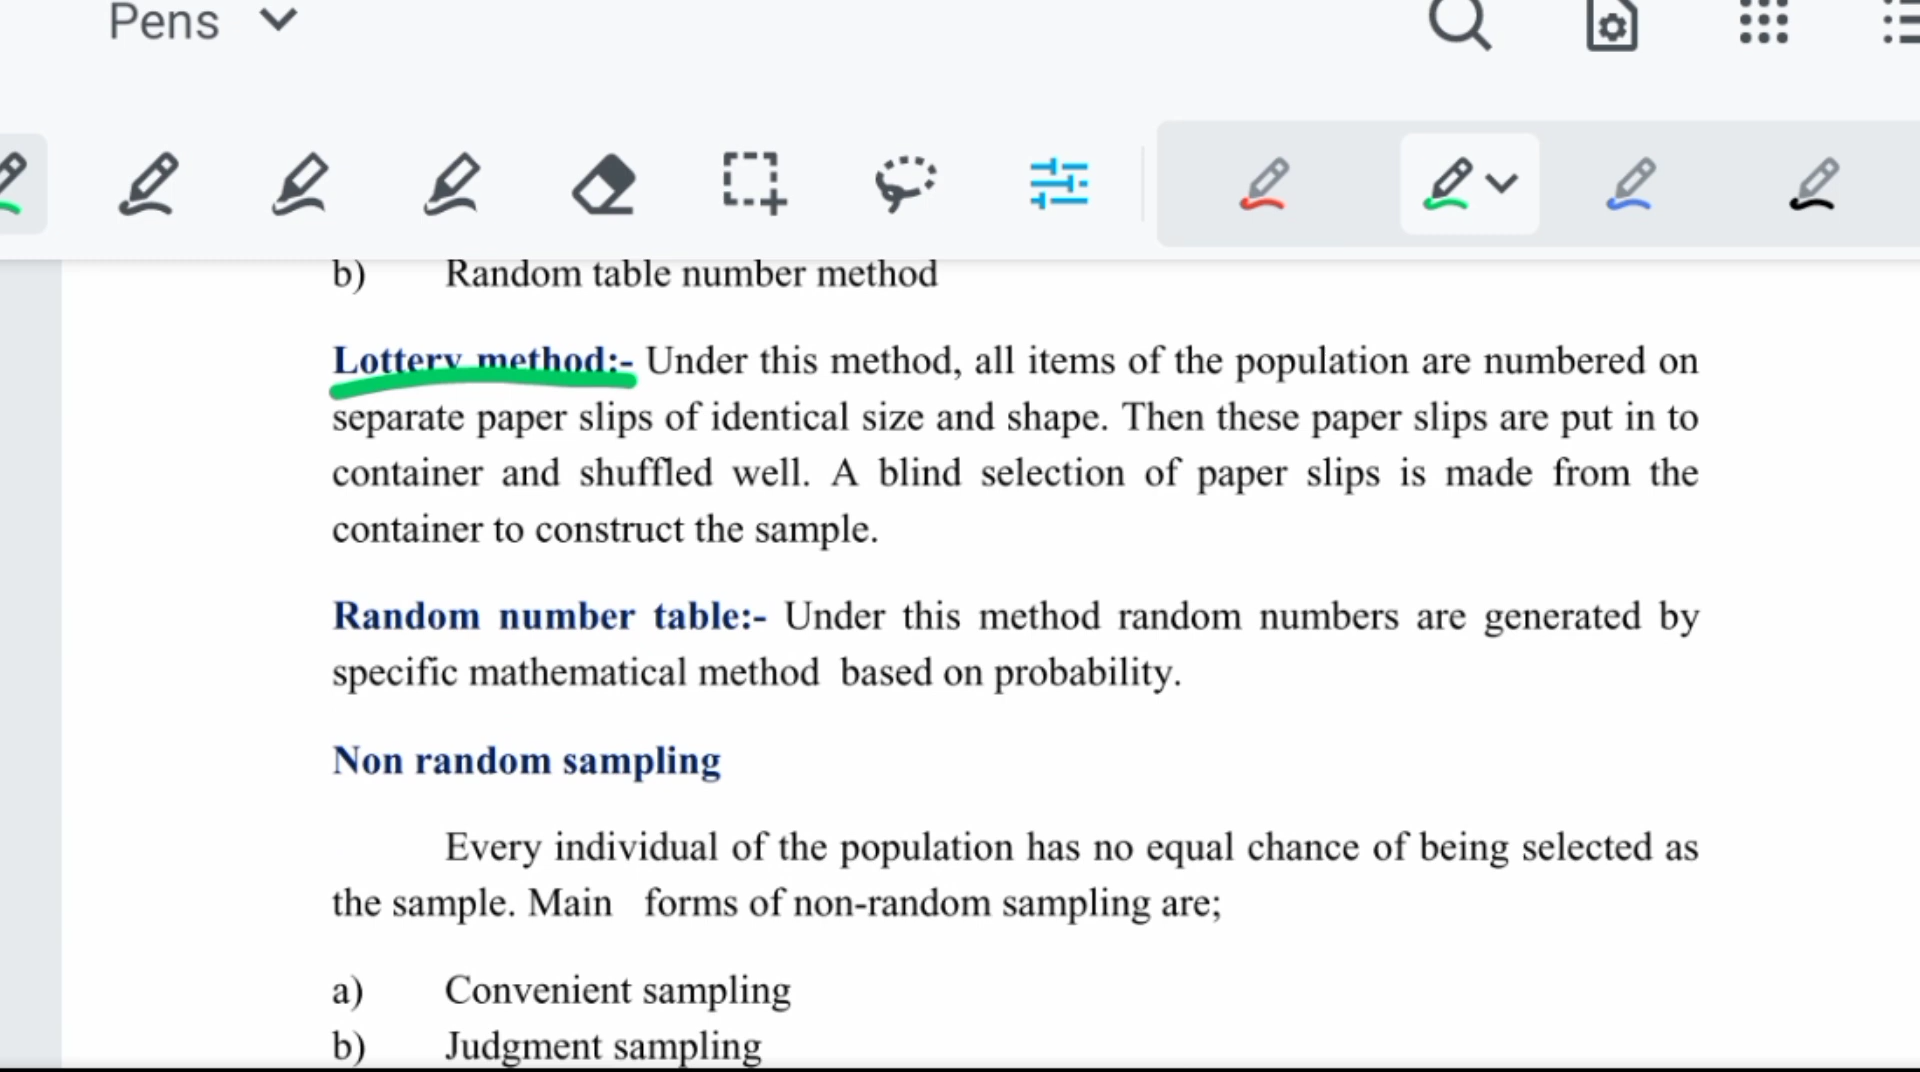 Pens
b) Random table number method
Lottery method:- Under this method, all items of the population are numbered on
separate paper slips of identical size and shape. Then these paper slips are put in to
container and shuffled well. A blind selection of paper slips is made from the
container to construct the sample.
Random number table:- Under this method random numbers are generated by
specific mathematical method based on probability.
Non random sampling
Every individual of the population has no equal chance of being selected as
the sample. Main forms of non-random sampling are;
a) Convenient sampling
b) Judgment sampling